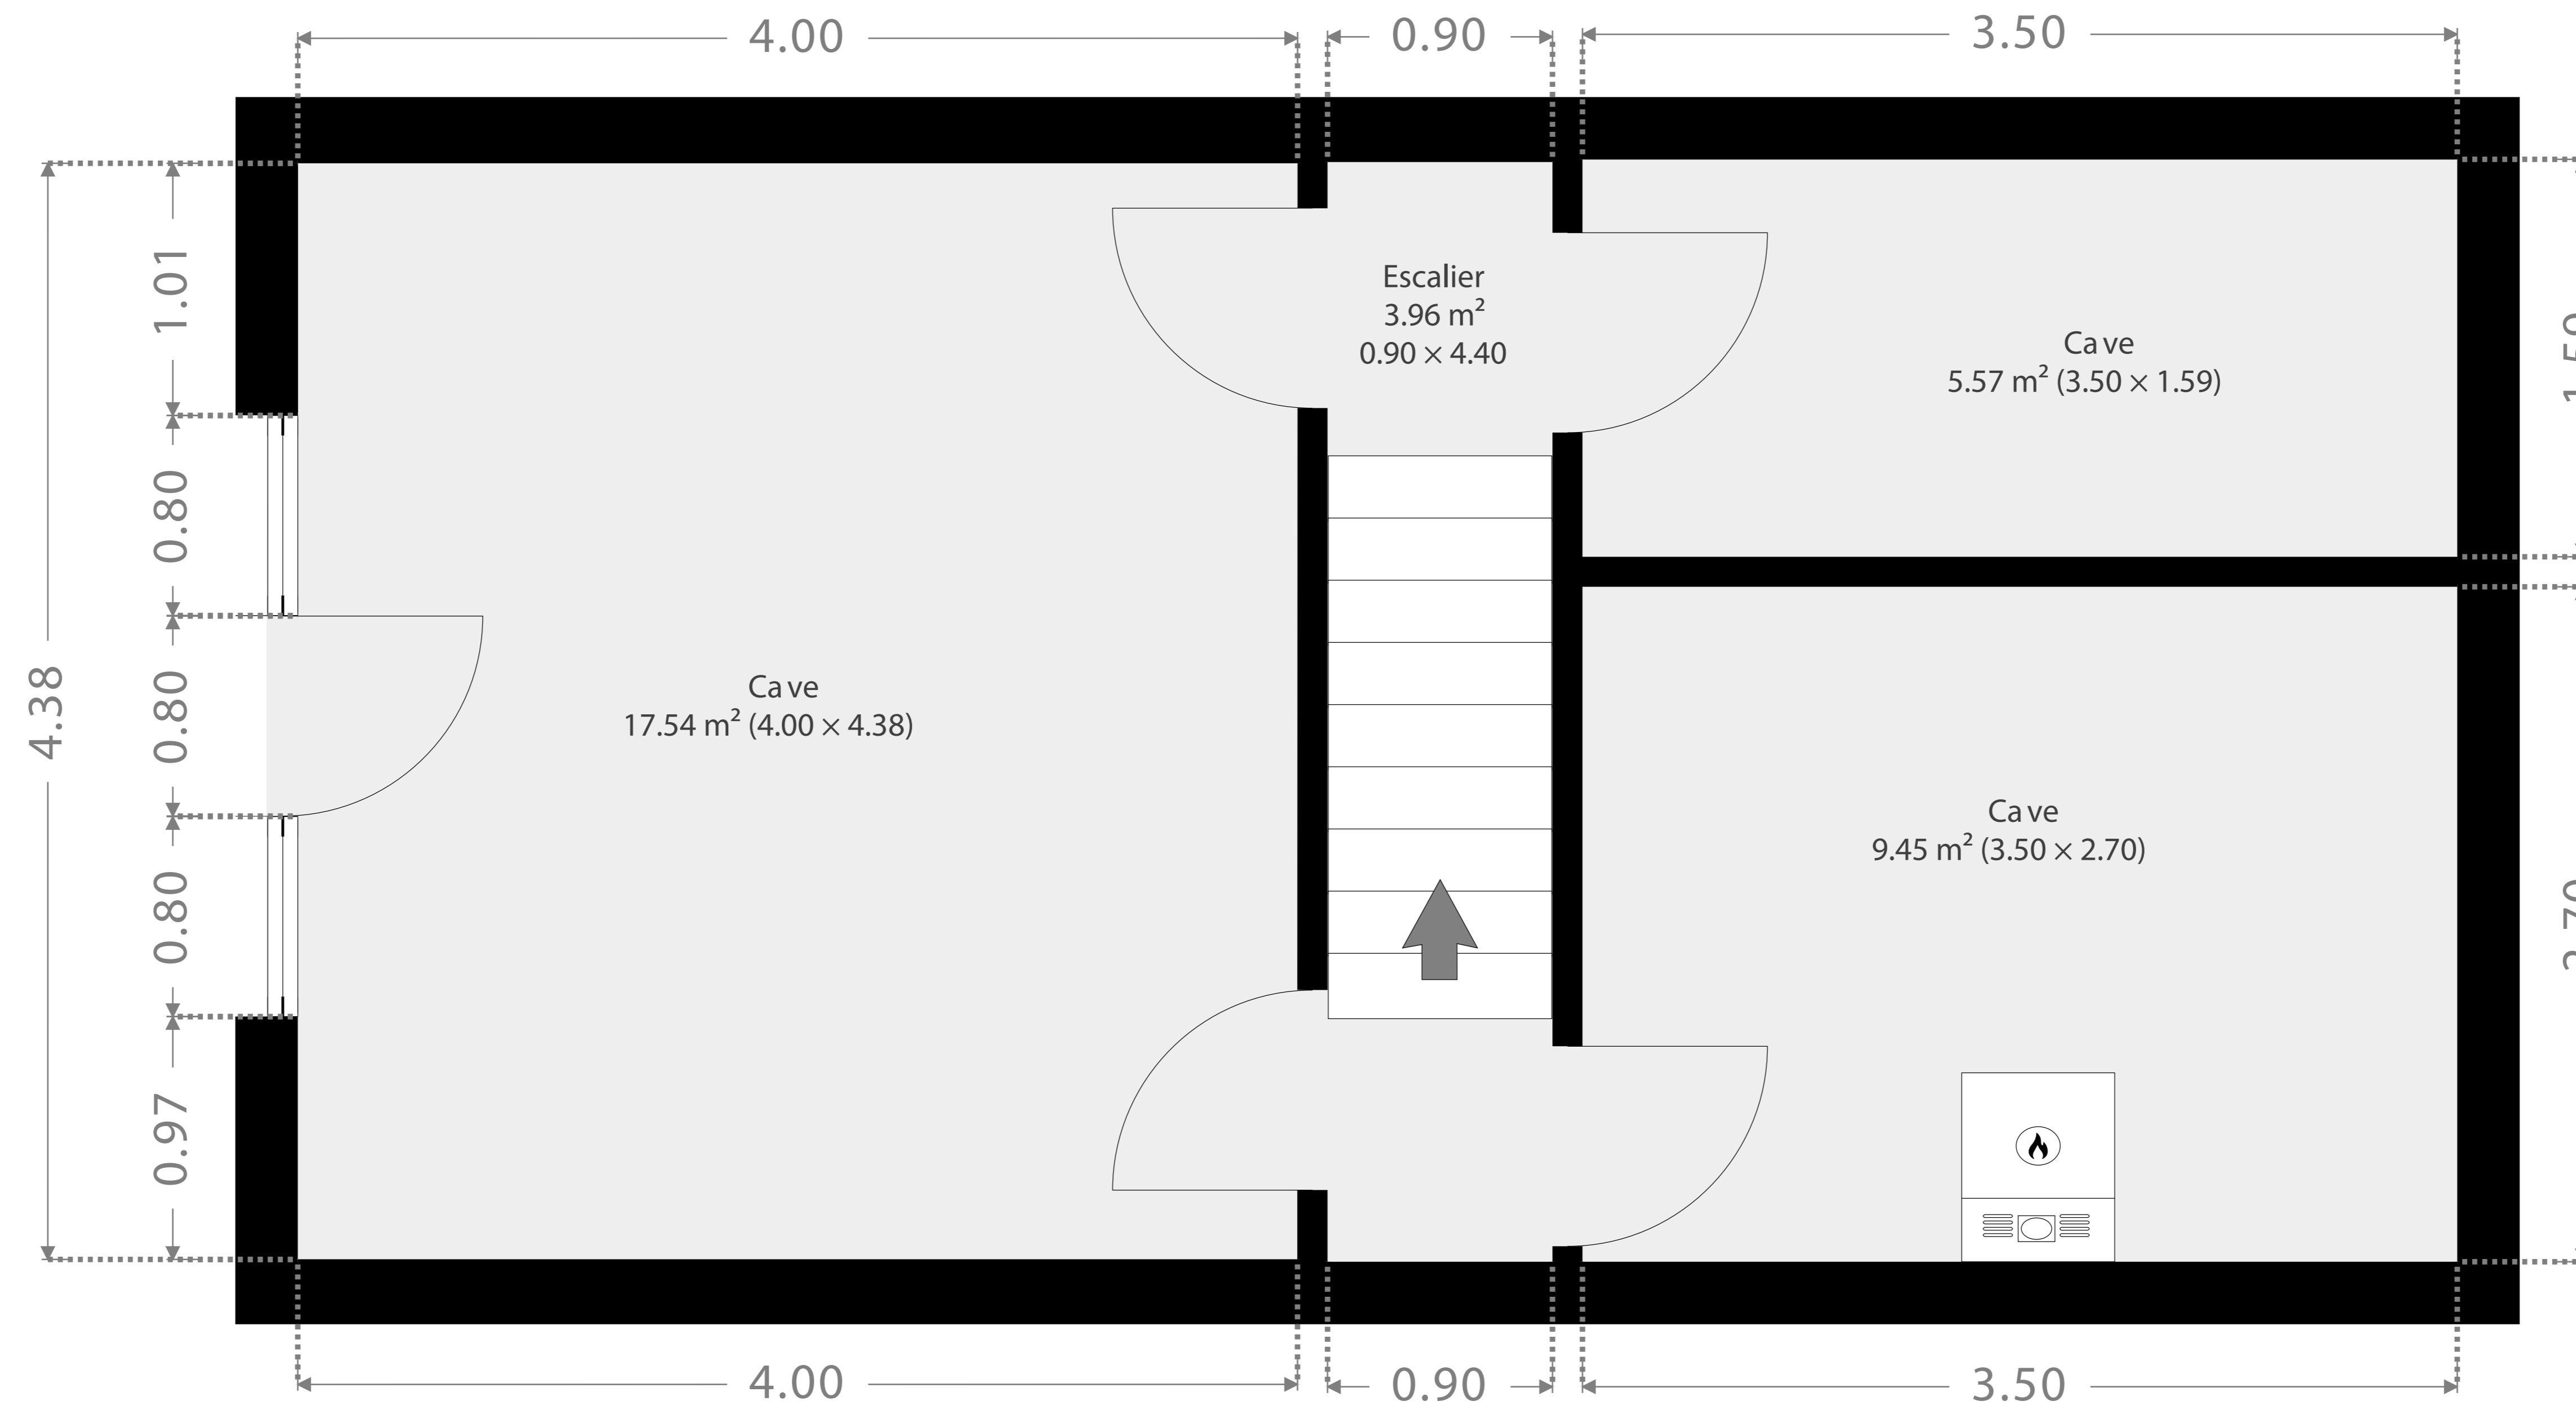 4.00
0.90
3.50
1.01
0.80
0.80
0.80
0.97
4.38
Escalier
3.96 m²
0.90 × 4.40
Cave
5.57 m² (3.50 × 1.59)
Cave
17.54 m² (4.00 × 4.38)
Cave
9.45 m² (3.50 × 2.70)
4.00
0.90
3.50